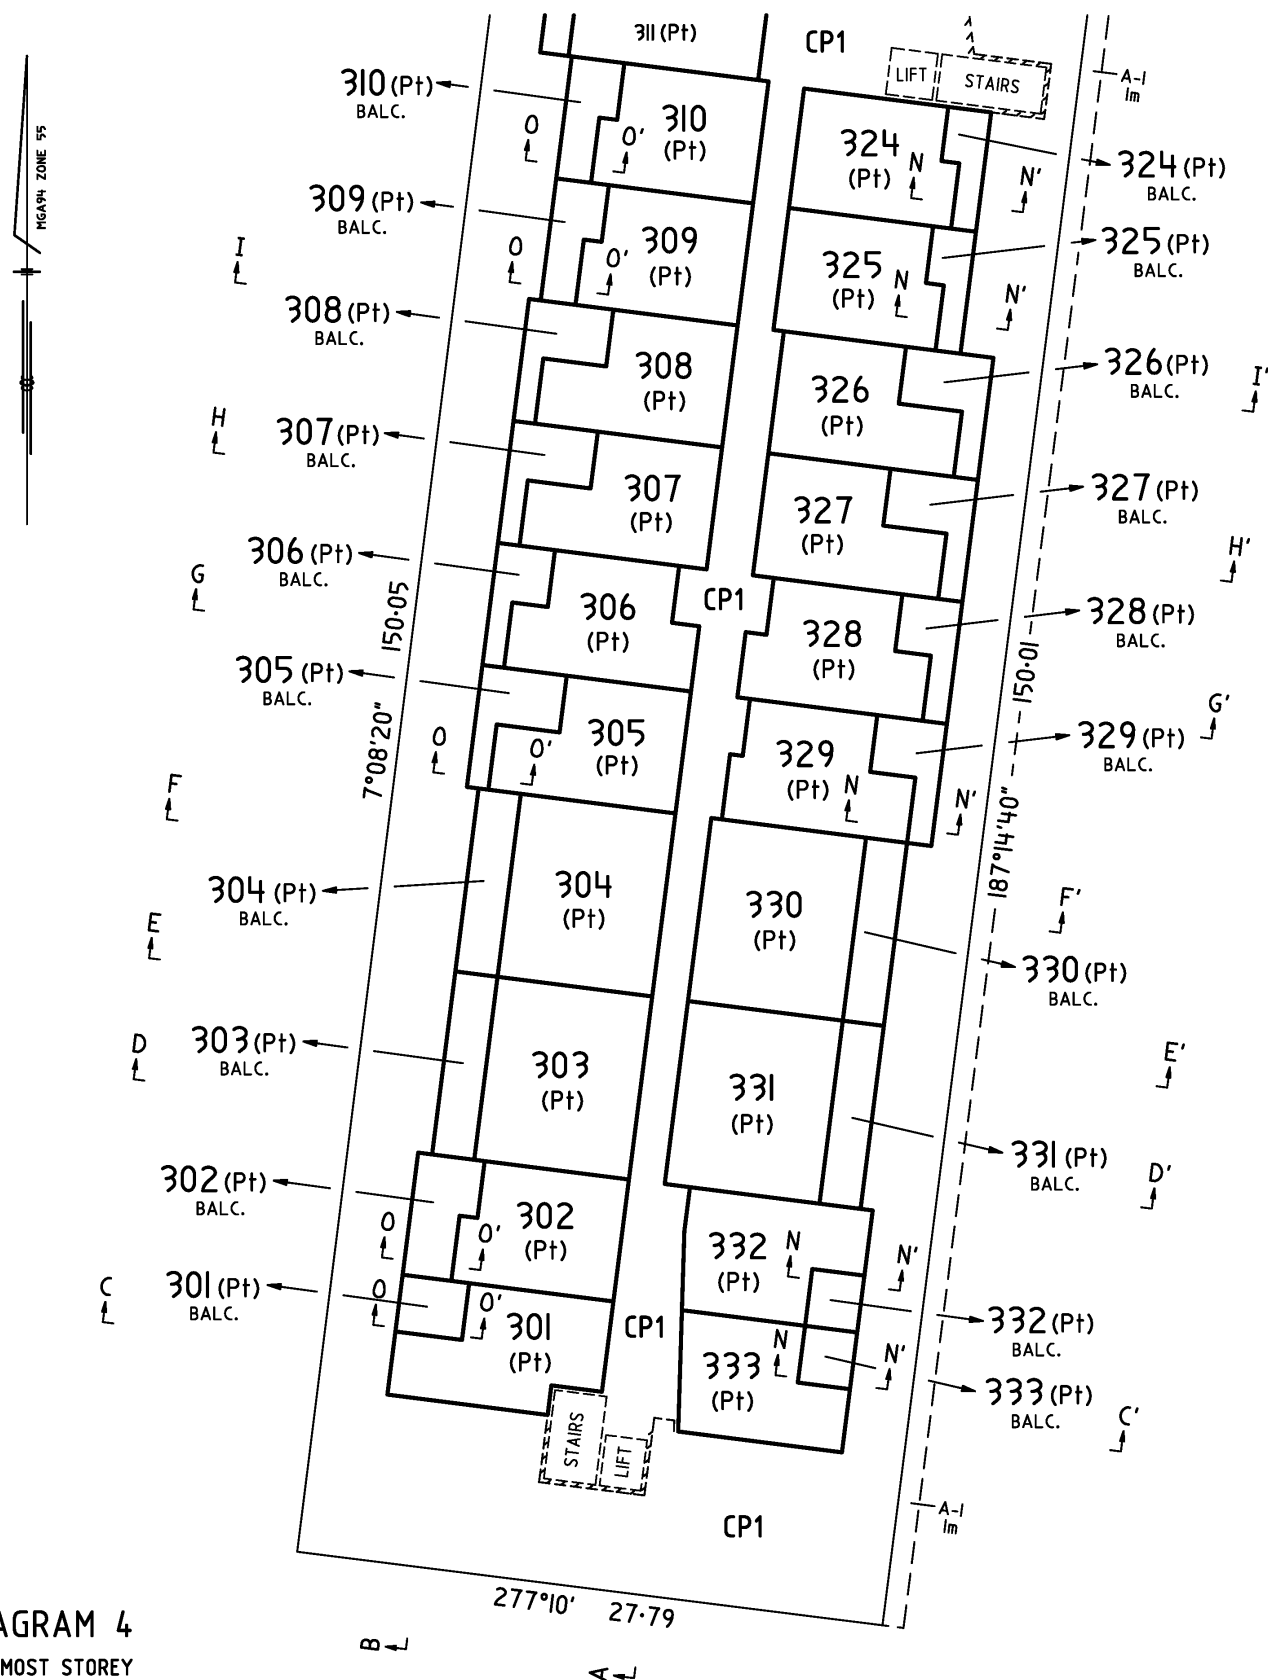 311 (Pt)
CP1
LIFT
STAIRS
A-1
1m
MGA94 ZONE 55
310 (Pt)
BALC.
O
O'
310
(Pt)
324
(Pt)
N
N'
324 (Pt)
BALC.
309 (Pt)
BALC.
I
O
O'
309
(Pt)
325
(Pt)
N
N'
325 (Pt)
BALC.
308 (Pt)
BALC.
308
(Pt)
326
(Pt)
326 (Pt)
BALC.
I'
H
307 (Pt)
BALC.
307
(Pt)
327
(Pt)
327 (Pt)
BALC.
H'
G
306 (Pt)
BALC.
150·05
306
(Pt)
CP1
328
(Pt)
328 (Pt)
BALC.
150·01
305 (Pt)
BALC.
7°08'20"
O
O'
305
(Pt)
329
(Pt)
N
N'
329 (Pt)
BALC.
G'
187°14'40"
F
304 (Pt)
BALC.
304
(Pt)
330
(Pt)
F'
330 (Pt)
BALC.
E
D
303 (Pt)
BALC.
303
(Pt)
331
(Pt)
E'
331 (Pt)
BALC.
D'
302 (Pt)
BALC.
O
O'
302
(Pt)
332
(Pt)
N
N'
332 (Pt)
BALC.
C
301 (Pt)
BALC.
O
O'
301
(Pt)
CP1
333
(Pt)
N
N'
333 (Pt)
BALC.
C'
STAIRS
LIFT
CP1
A-1
1m
277°10' 27·79
AGRAM 4
MOST STOREY
B
A